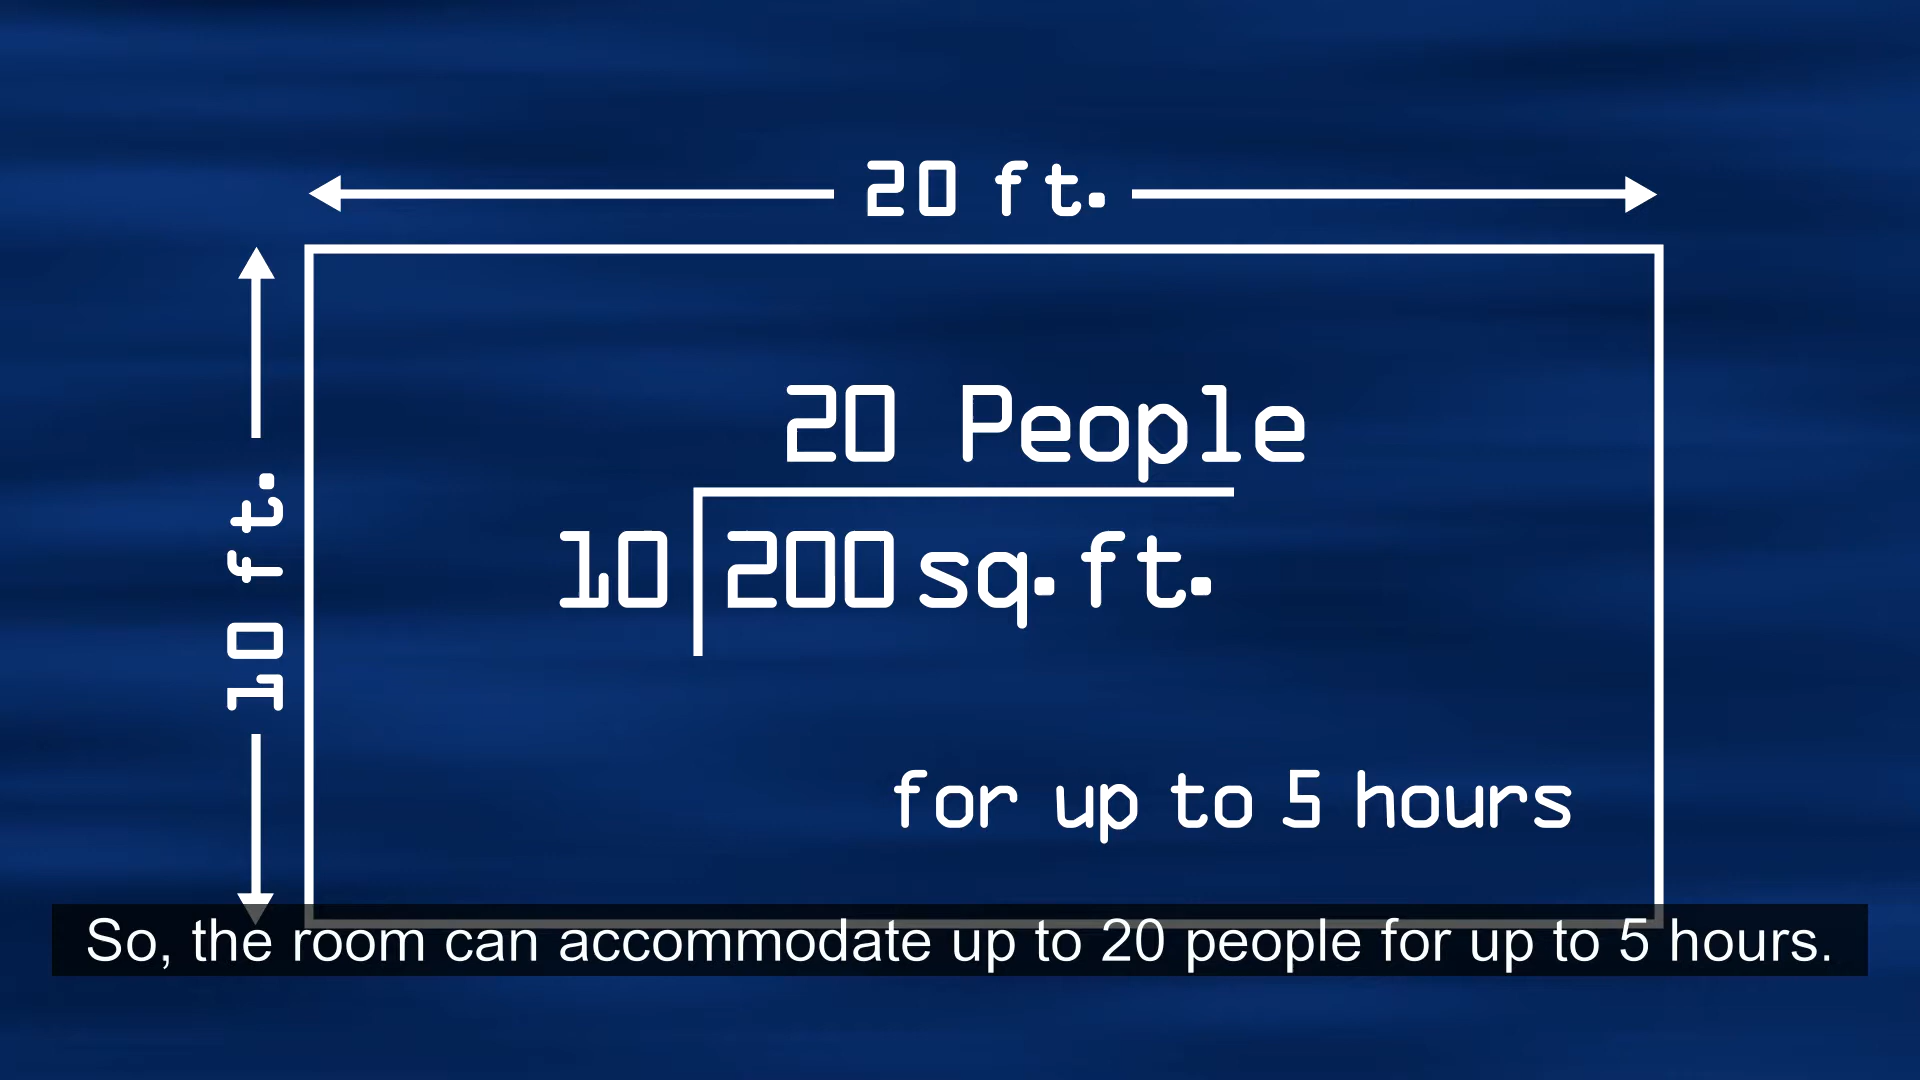 20 ft.
10 ft.
20 People
10 200 sq. ft.
for up to 5 hours
So, the room can accommodate up to 20 people for up to 5 hours.